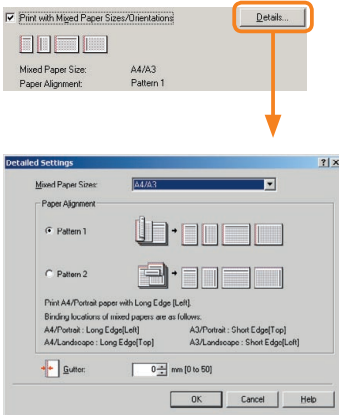 Print with Mixed Paper Sizes/Orientations
Details...
Mixed Paper Size: A4/A3
Paper Alignment: Pattern 1
Detailed Settings
Mixed Paper Sizes: A4/A3
Paper Alignment
Pattern 1
Pattern 2
Print A4/Portrait paper with Long Edge [Left].
Binding locations of mixed papers are as follows.
A4/Portrait : Long Edge[Left] A3/Portrait : Short Edge[Top]
A4/Landscape : Long Edge[Top] A3/Landscape : Short Edge[Left]
Gutter: 0 mm [0 to 50]
OK Cancel Help